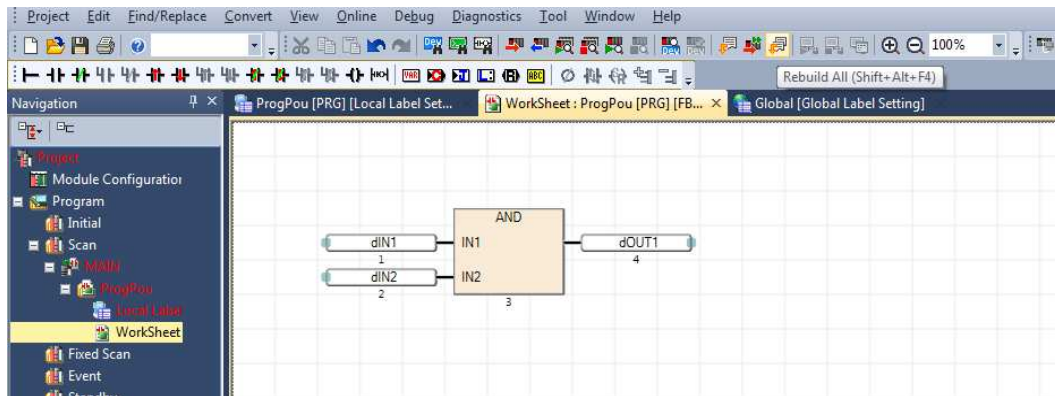 Project Edit Find/Replace Convert View Online Debug Diagnostics Tool Window Help
100%
Rebuild All (Shift+Alt+F4)
Navigation
ProgPou [PRG] [Local Label Set...
WorkSheet : ProgPou [PRG] [FB...
Global [Global Label Setting]
Project
Module Configuration
Program
Initial
Scan
MAIN
ProgPou
Local Label
WorkSheet
Fixed Scan
Event
Standby
AND
dIN1
IN1
dOUT1
1
4
dIN2
IN2
2
3